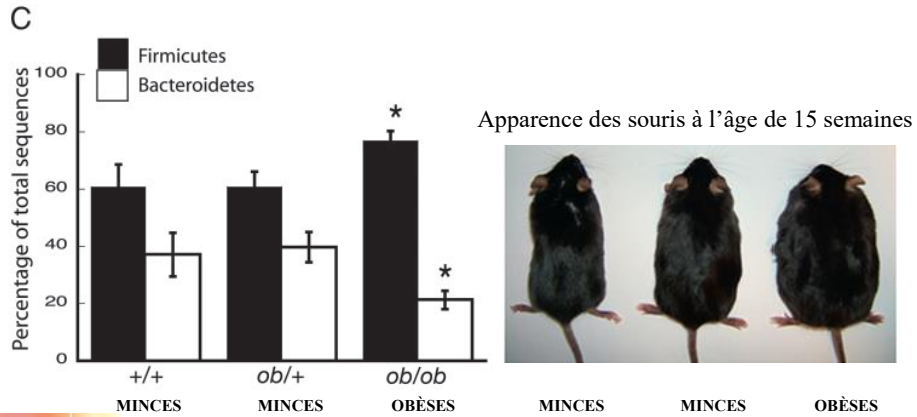 C
Firmicutes
Bacteroidetes
Percentage of total sequences
100
80
60
40
20
0
*
*
+/+
ob/+
ob/ob
MINCES
MINCES
OBÈSES
Apparence des souris à l’âge de 15 semaines
MINCES
MINCES
OBÈSES